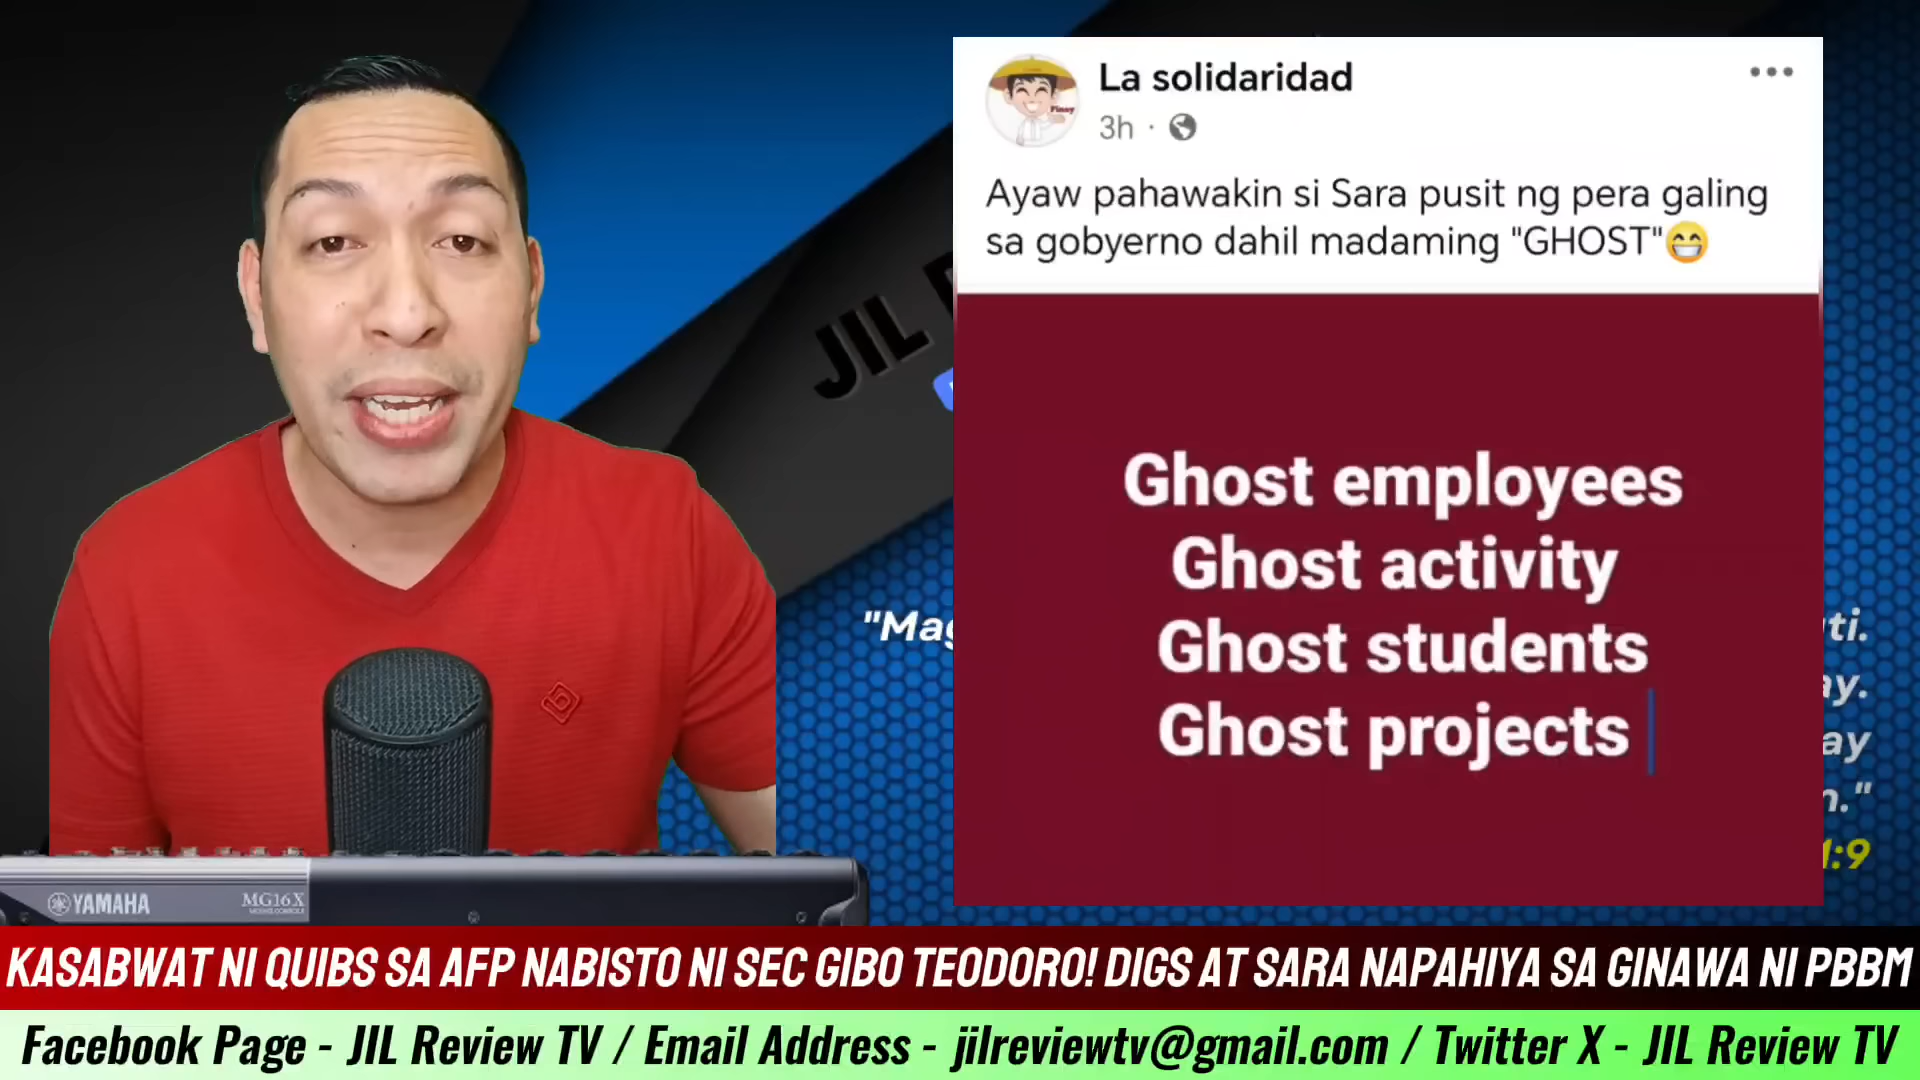 La solidaridad
3h ·
Ayaw pahawakin si Sara pusit ng pera galing
sa gobyerno dahil madaming "GHOST"😁
Ghost employees
Ghost activity
Ghost students
Ghost projects
JIL
ay
1:9
YAMAHA
MG16X
KASABWAT NI QUIBS SA AFP NABISTO NI SEC GIBO TEODORO! DIGS AT SARA NAPAHIYA SA GINAWA NI PBBM
Facebook Page - JIL Review TV / Email Address - jilreviewtv@gmail.com / Twitter X - JIL Review TV